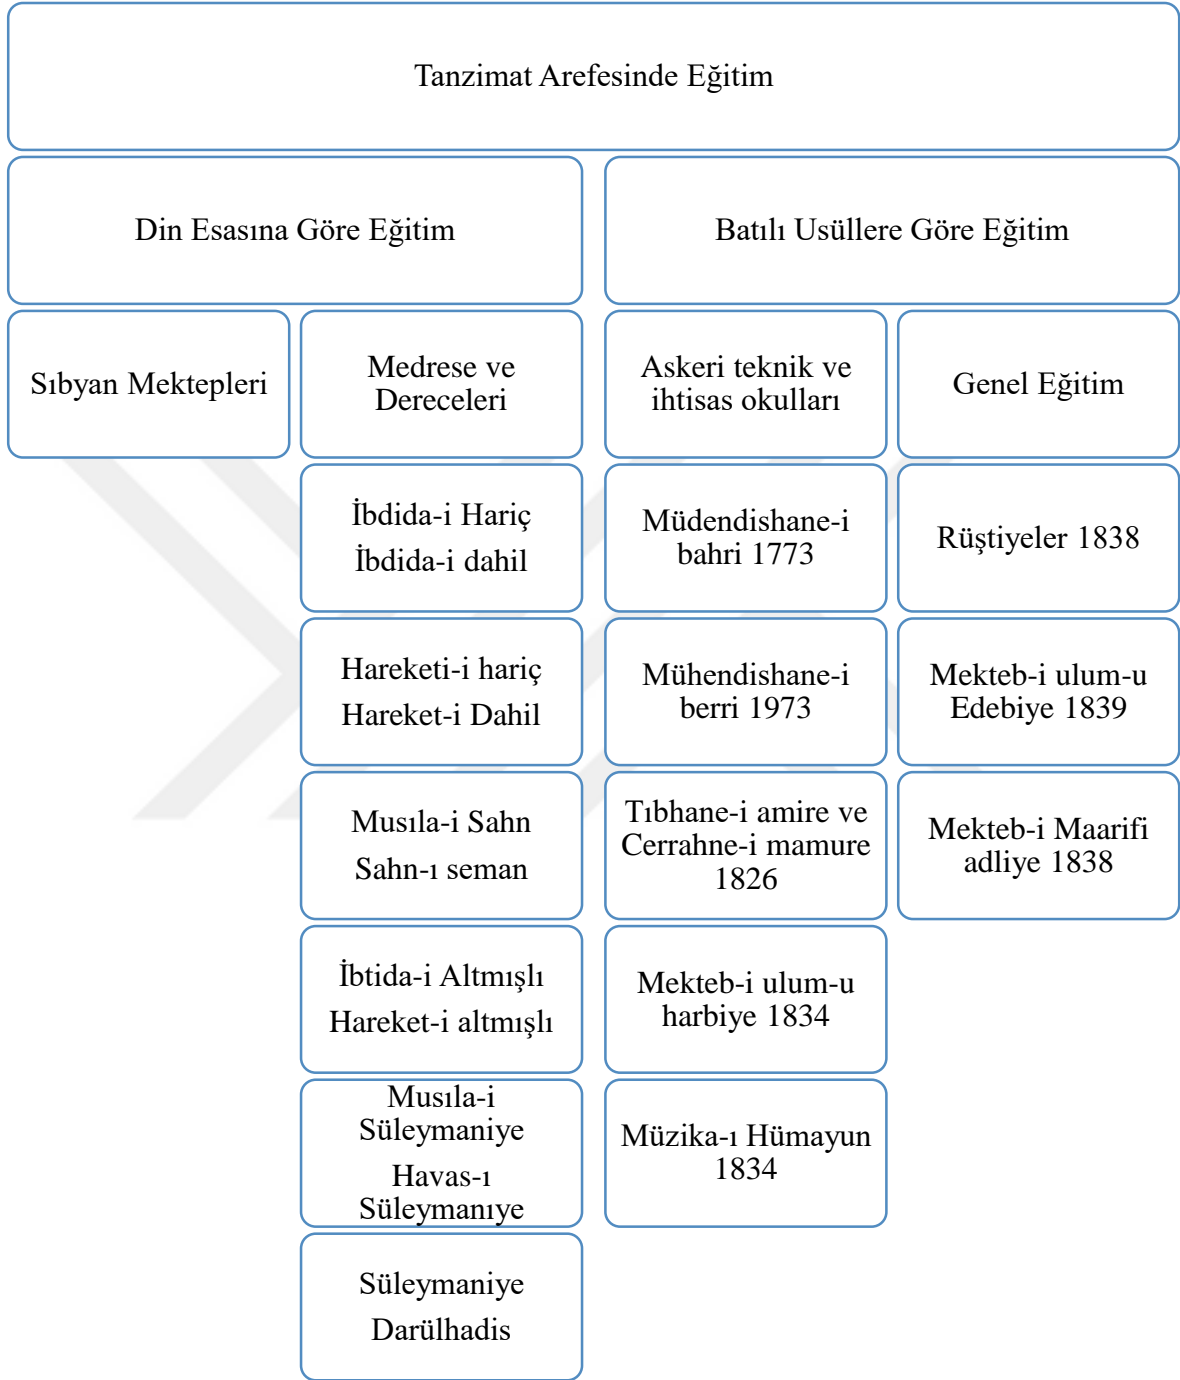 Tanzimat Arefesinde Eğitim
Din Esasına Göre Eğitim
Batılı Usüllere Göre Eğitim
Sıbyan Mektepleri
Medrese ve
Dereceleri
Askeri teknik ve
ihtisas okulları
Genel Eğitim
İbdida-i Hariç
İbdida-i dahil
Müdendishane-i
bahri 1773
Rüştiyeler 1838
Hareketi-i hariç
Hareket-i Dahil
Mühendishane-i
berri 1973
Mekteb-i ulum-u
Edebiye 1839
Musıla-i Sahn
Sahn-ı seman
Tıbhane-i amire ve
Cerrahne-i mamure
1826
Mekteb-i Maarifi
adliye 1838
İbtida-i Altmışlı
Hareket-i altmışlı
Mekteb-i ulum-u
harbiye 1834
Musıla-i
Süleymaniye
Havas-ı
Süleymanıye
Müzika-ı Hümayun
1834
Süleymaniye
Darülhadis